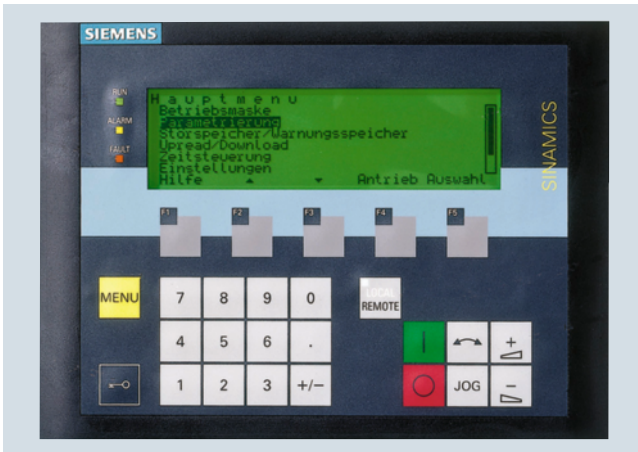 SIEMENS
RUN
ALARM
FAULT
SINAMICS
Hauptmenu
Betriebsmaske
Parametrierung
Störspeicher/Warnungsspeicher
Upread/Download
Zeitsteuerung
Einstellungen
Hilfe Antrieb Auswahl
F1 F2 F3 F4 F5
MENU 7 8 9 0 LOCAL
REMOTE
4 5 6 . +
1 2 3 +/- JOG −